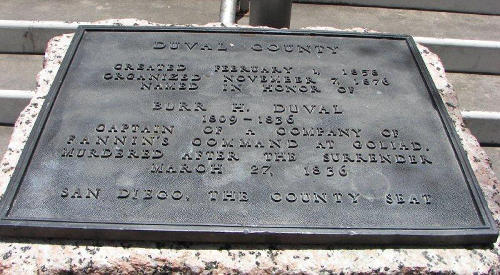 DUVAL COUNTY
CREATED FEBRUARY 1, 1858
ORGANIZED NOVEMBER 7, 1876
NAMED IN HONOR OF
BURR H. DUVAL
1809-1836
CAPTAIN OF A COMPANY OF
FANNIN'S COMMAND AT GOLIAD,
MURDERED AFTER THE SURRENDER
MARCH 27, 1836
SAN DIEGO, THE COUNTY SEAT